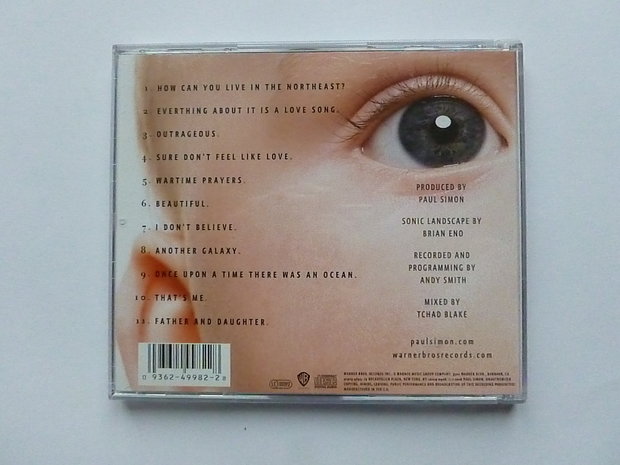 1. HOW CAN YOU LIVE IN THE NORTHEAST?
2. EVERTHING ABOUT IT IS A LOVE SONG.
3. OUTRAGEOUS.
4. SURE DON'T FEEL LIKE LOVE.
5. WARTIME PRAYERS.
6. BEAUTIFUL.
7. I DON'T BELIEVE.
8. ANOTHER GALAXY.
9. ONCE UPON A TIME THERE WAS AN OCEAN.
10. THAT'S ME.
11. FATHER AND DAUGHTER.
PRODUCED BY
PAUL SIMON
SONIC LANDSCAPE BY
BRIAN ENO
RECORDED AND
PROGRAMMING BY
ANDY SMITH
MIXED BY
TCHAD BLAKE
paulsimon.com
warnerbrosrecords.com
0 9362-49982-2